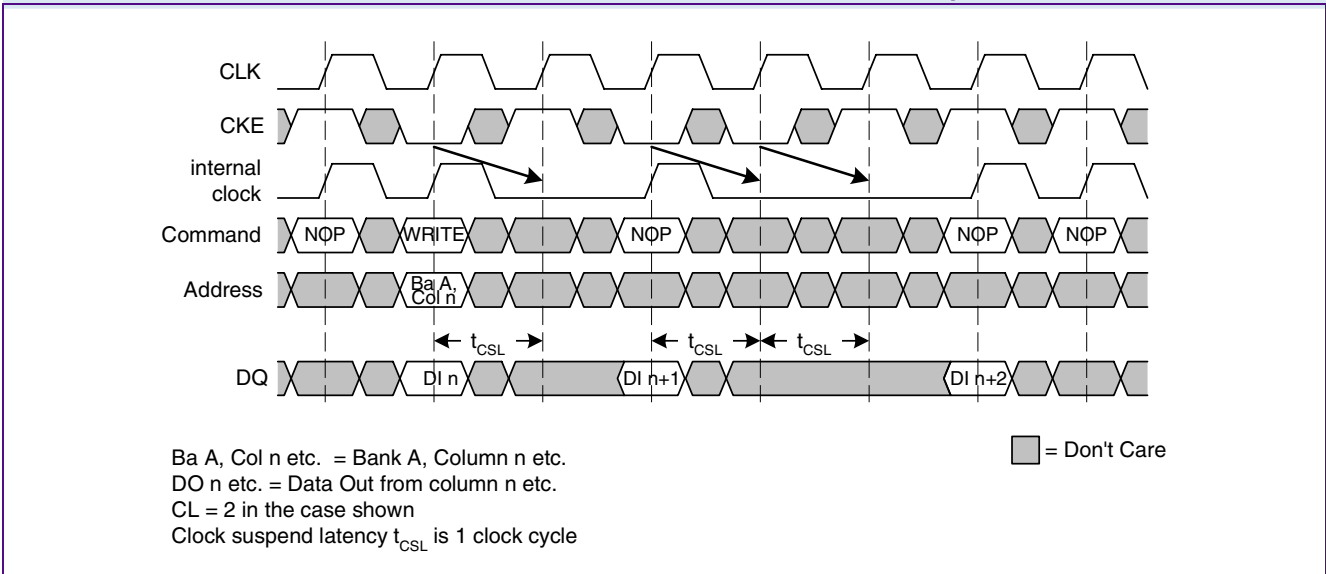 CLK
CKE
internal
clock
Command NOP WRITE NOP NOP NOP
Address Ba A,
Col n
tCSL tCSL tCSL
DQ DI n DI n+1 DI n+2
Ba A, Col n etc. = Bank A, Column n etc.
DO n etc. = Data Out from column n etc.
CL = 2 in the case shown
Clock suspend latency tCSL is 1 clock cycle
= Don't Care